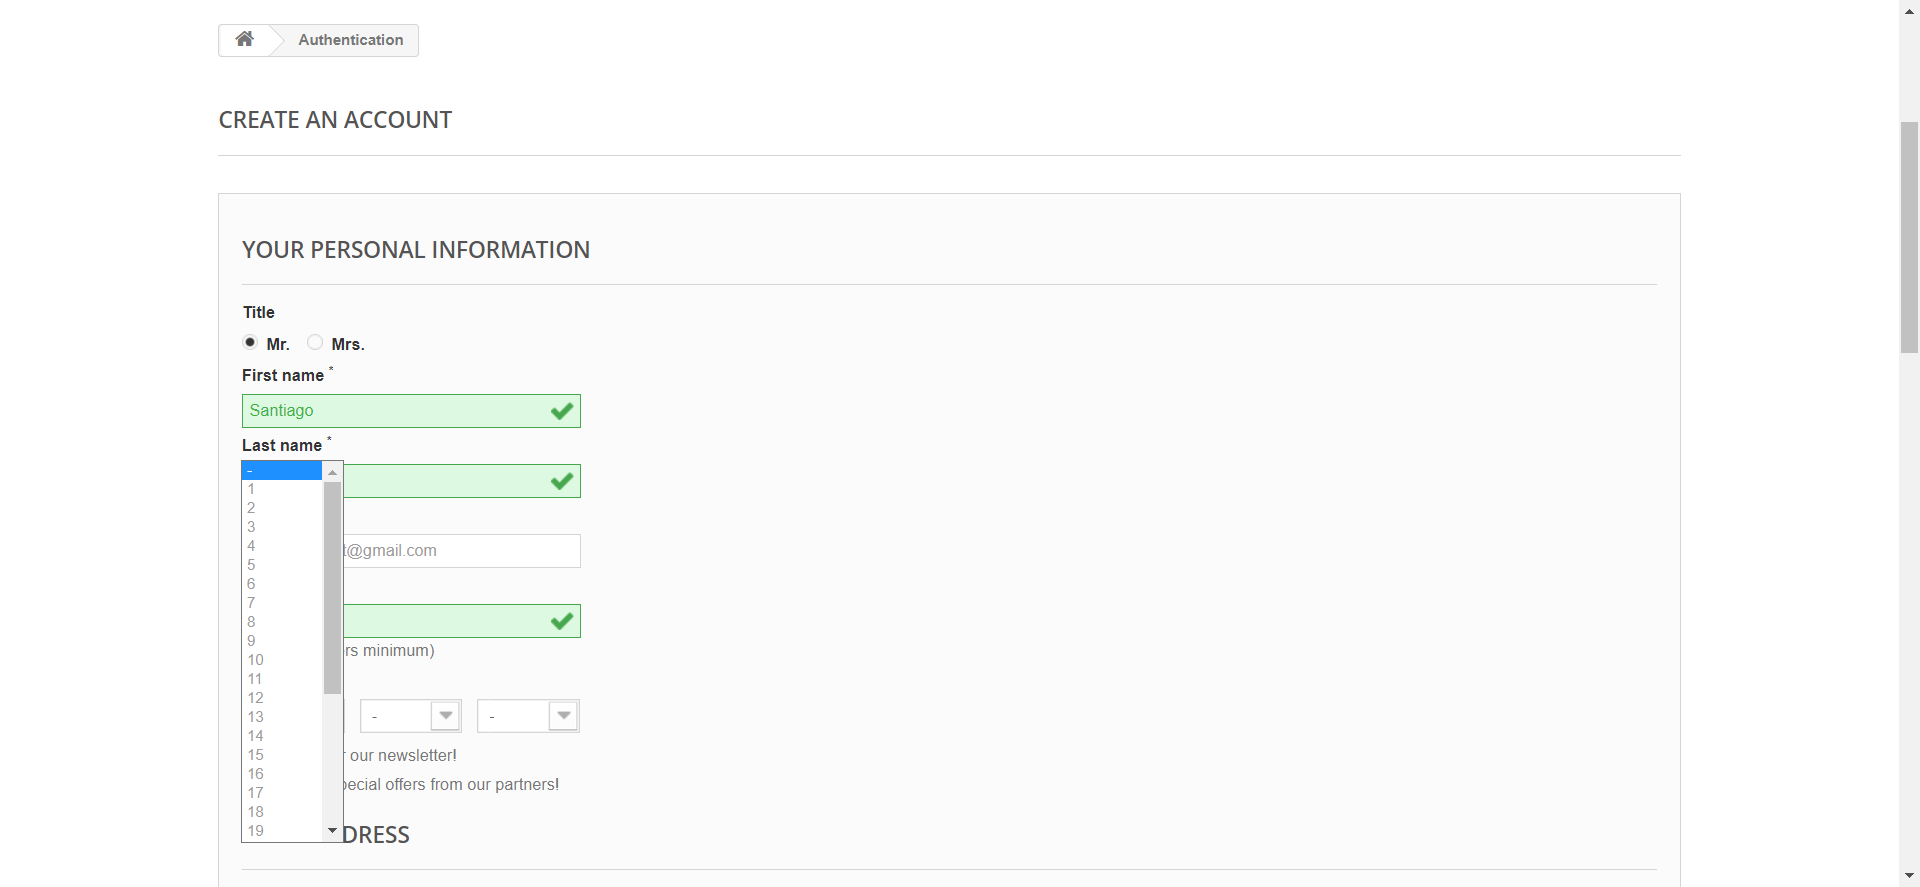 Authentication
CREATE AN ACCOUNT
YOUR PERSONAL INFORMATION
Title
Mr. Mrs.
First name *
Santiago
Last name *
-
1
2
3
4
t@gmail.com
5
6
7
8
9
rs minimum)
10
11
12
13
- -
14
15
our newsletter!
16
17
pecial offers from our partners!
18
19
DRESS